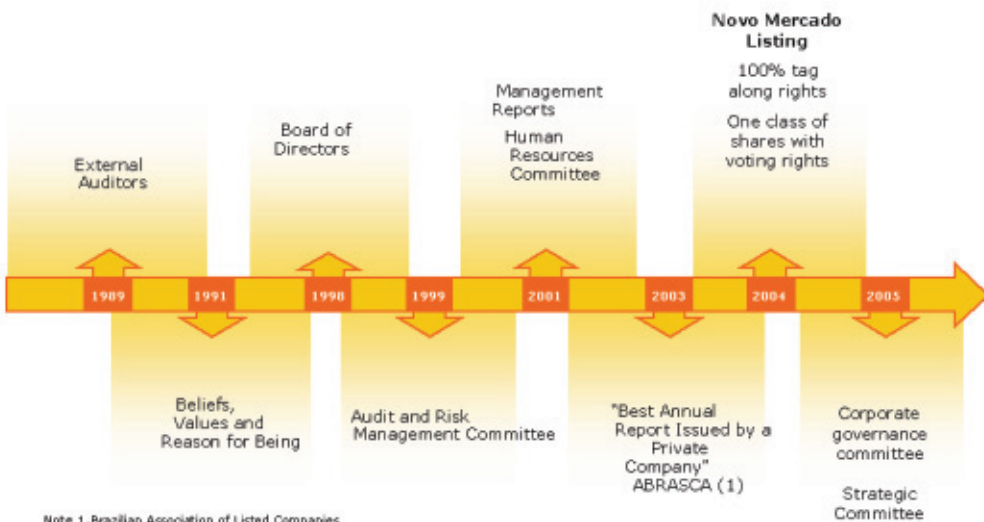 Novo Mercado
Listing
100% tag
along rights
One class of
shares with
voting rights
Management
Reports
Human
Resources
Committee
Board of
Directors
External
Auditors
1989
1991
1998
1999
2001
2003
2004
2005
Beliefs,
Values and
Reason for Being
Audit and Risk
Management Committee
"Best Annual
Report Issued by a
Private
Company"
ABRASCA (1)
Corporate
governance
committee
Strategic
Committee
Note 1 Brazilian Association of Listed Companies